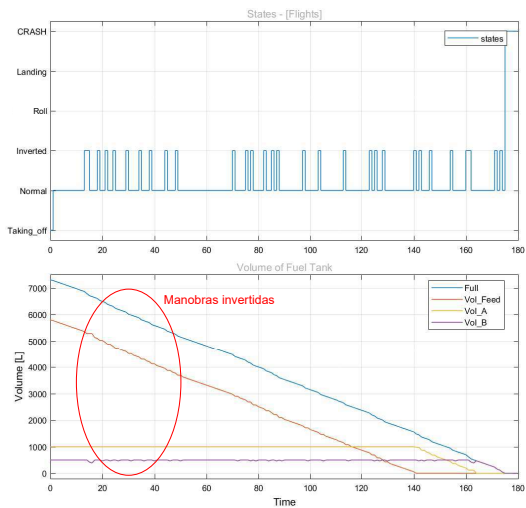 States - [Flights]
CRASH
states
Landing
Roll
Inverted
Normal
Taking_off
0 20 40 60 80 100 120 140 160 180
Volume of Fuel Tank
7000
Full
Manobras invertidas
Vol_Feed
6000
Vol_A
Vol_B
5000
Volume [L]
4000
3000
2000
1000
0
0 20 40 60 80 100 120 140 160 180
Time